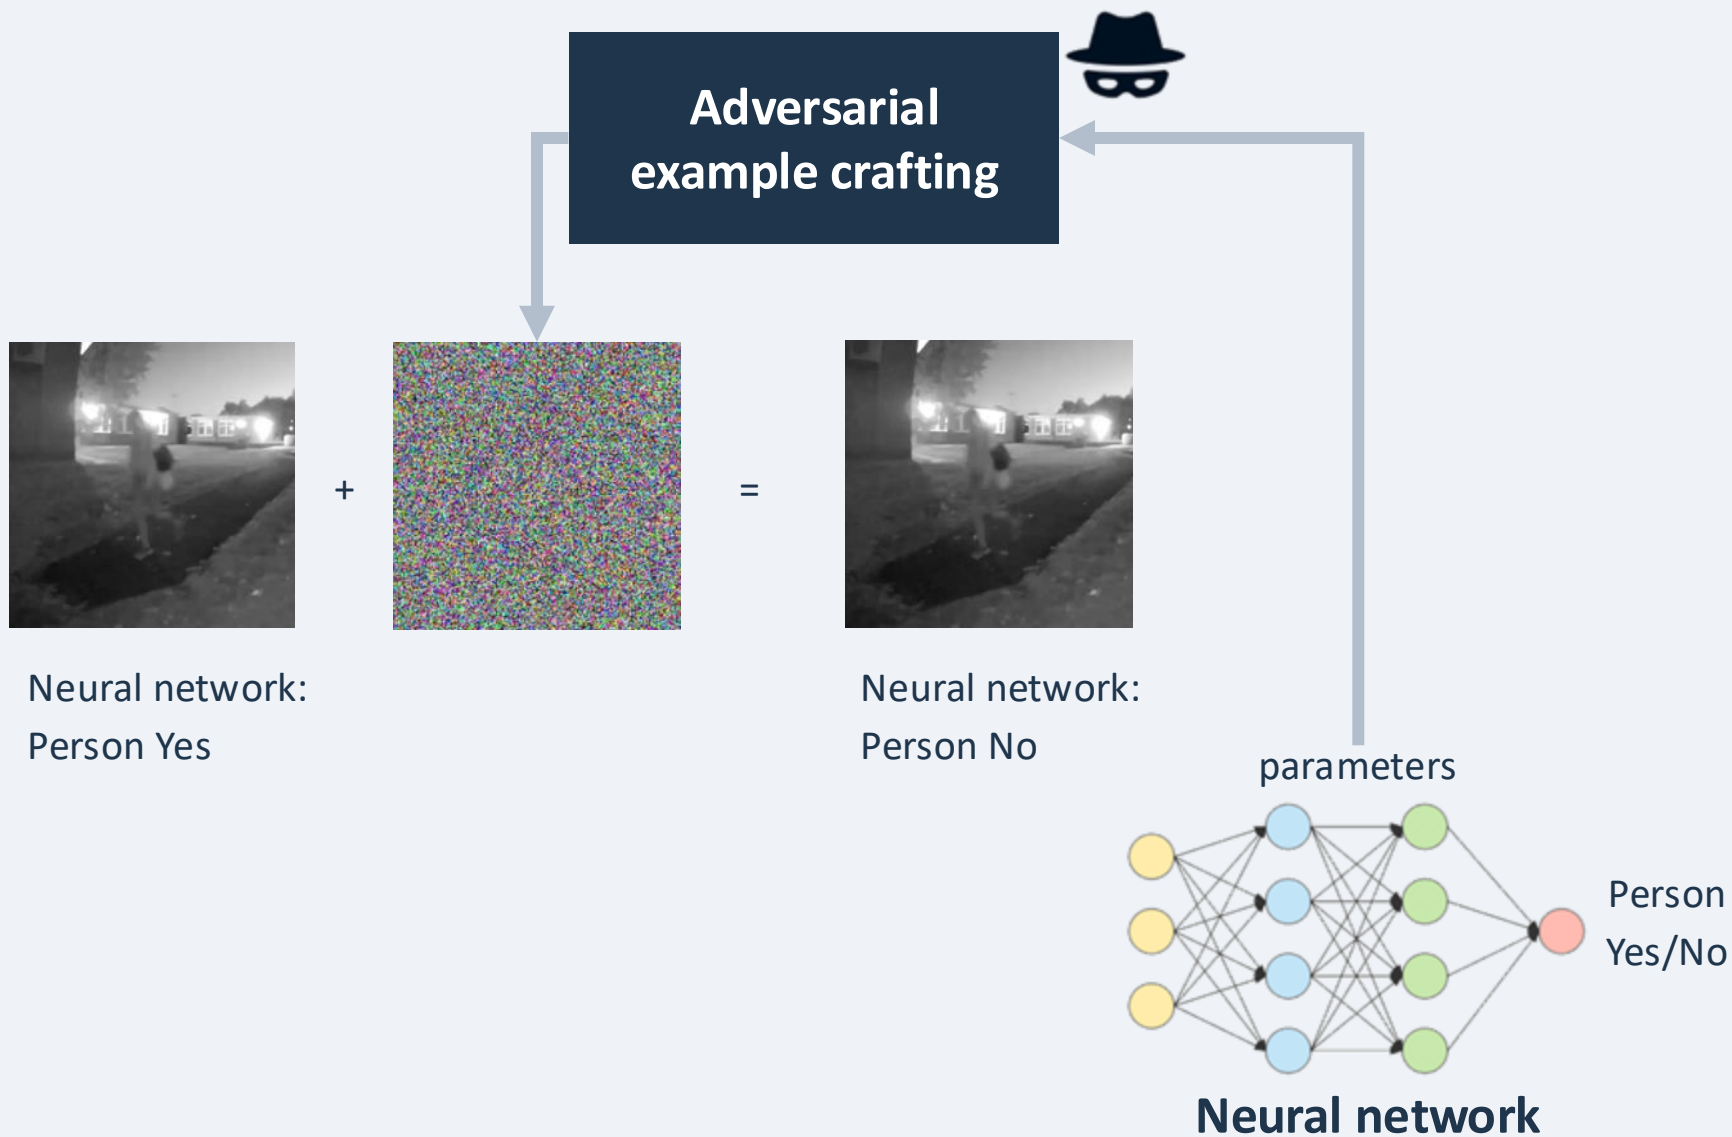 Adversarial
example crafting
+
=
Neural network:
Person Yes
Neural network:
Person No
parameters
Person
Yes/No
Neural network